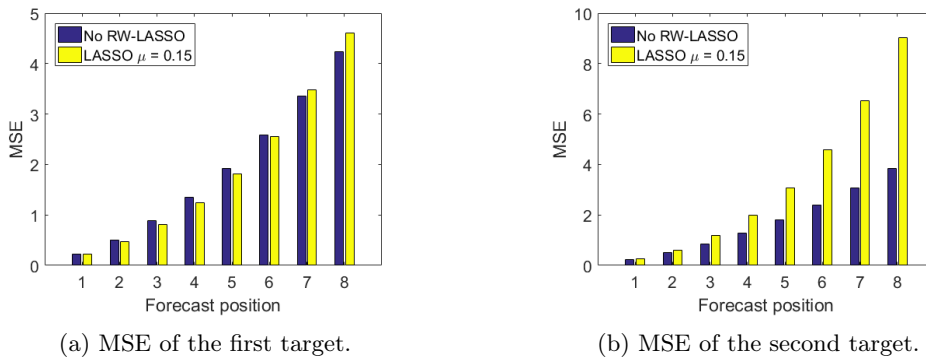 5
4
3
2
1
0
MSE
No RW-LASSO
LASSO μ = 0.15
1 2 3 4 5 6 7 8
Forecast position
(a) MSE of the first target.
10
8
6
4
2
0
MSE
No RW-LASSO
LASSO μ = 0.15
1 2 3 4 5 6 7 8
Forecast position
(b) MSE of the second target.